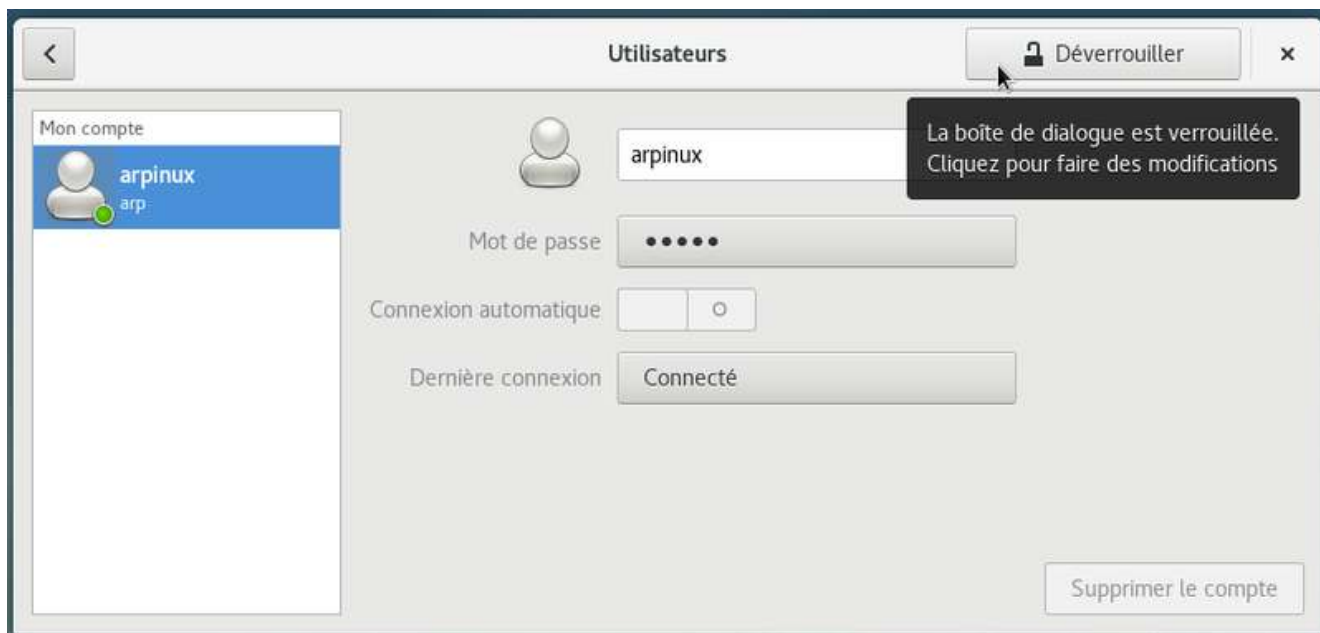 Utilisateurs
Déverrouiller
Mon compte
arpinux
arp
arpinux
La boîte de dialogue est verrouillée.
Cliquez pour faire des modifications
Mot de passe
•••••
Connexion automatique
Dernière connexion
Connecté
Supprimer le compte